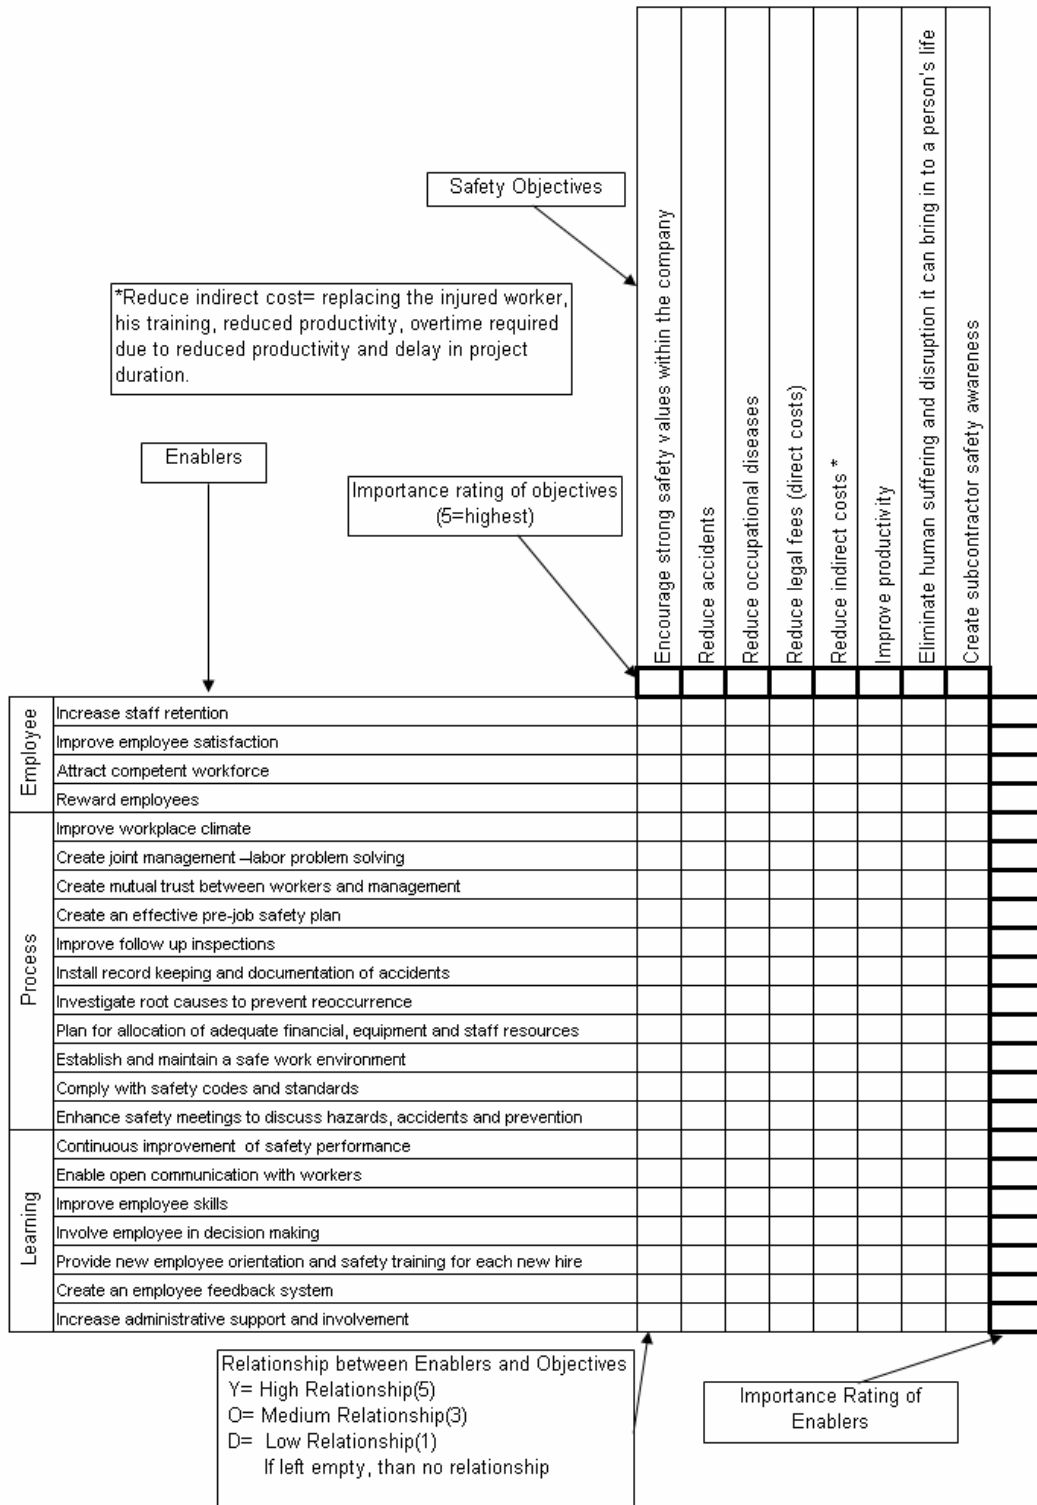 Encourage strong safety values within the company
Reduce accidents
Reduce occupational diseases
Reduce legal fees (direct costs)
Reduce indirect costs *
Improve productivity
Eliminate human suffering and disruption it can bring in to a person's life
Create subcontractor safety awareness
Safety Objectives
*Reduce indirect cost= replacing the injured worker,
his training, reduced productivity, overtime required
due to reduced productivity and delay in project
duration.
Enablers
Importance rating of objectives
(5=highest)
Employee
Increase staff retention
Improve employee satisfaction
Attract competent workforce
Reward employees
Process
Improve workplace climate
Create joint management –labor problem solving
Create mutual trust between workers and management
Create an effective pre-job safety plan
Improve follow up inspections
Install record keeping and documentation of accidents
Investigate root causes to prevent reoccurrence
Plan for allocation of adequate financial, equipment and staff resources
Establish and maintain a safe work environment
Comply with safety codes and standards
Enhance safety meetings to discuss hazards, accidents and prevention
Learning
Continuous improvement of safety performance
Enable open communication with workers
Improve employee skills
Involve employee in decision making
Provide new employee orientation and safety training for each new hire
Create an employee feedback system
Increase administrative support and involvement
Relationship between Enablers and Objectives
Y= High Relationship(5)
O= Medium Relationship(3)
D= Low Relationship(1)
If left empty, than no relationship
Importance Rating of
Enablers